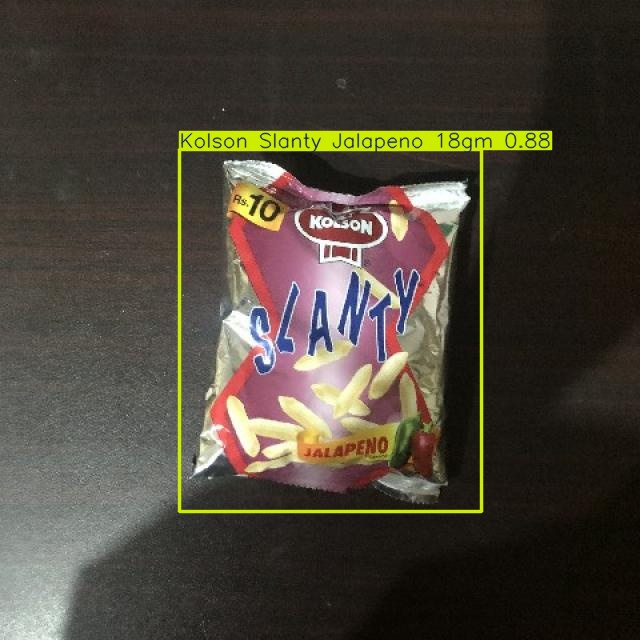 Kolson Slanty Jalapeno 18gm 0.88
Rs. 10
KOLSON
SLANTY
JALAPENO